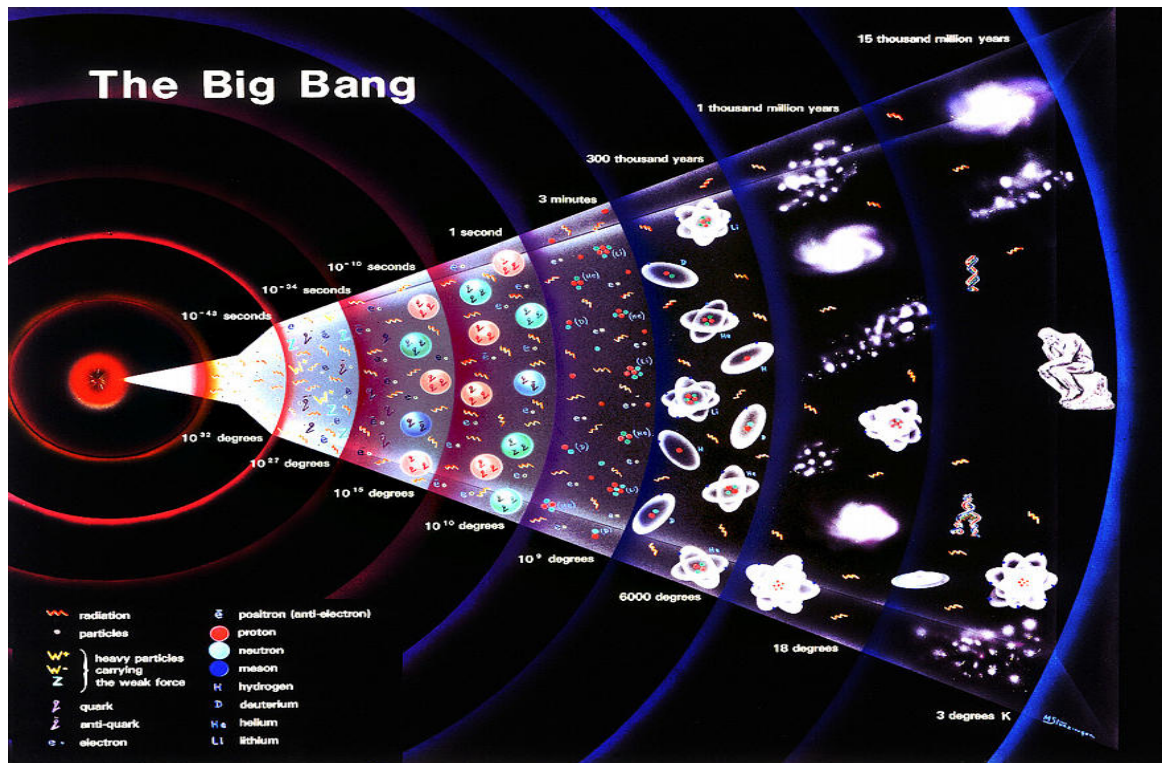 The Big Bang
15 thousand million years
1 thousand million years
300 thousand years
3 minutes
1 second
10⁻¹⁰ seconds
10⁻³⁴ seconds
10⁻⁴³ seconds
10³² degrees
10²⁷ degrees
10¹⁵ degrees
10¹⁰ degrees
10⁹ degrees
6000 degrees
18 degrees
3 degrees K
radiation
particles
W+
W-
Z
heavy particles
carrying
the weak force
q quark
q̄ anti-quark
e- electron
ē positron (anti-electron)
proton
neutron
meson
H hydrogen
D deuterium
He helium
Li lithium